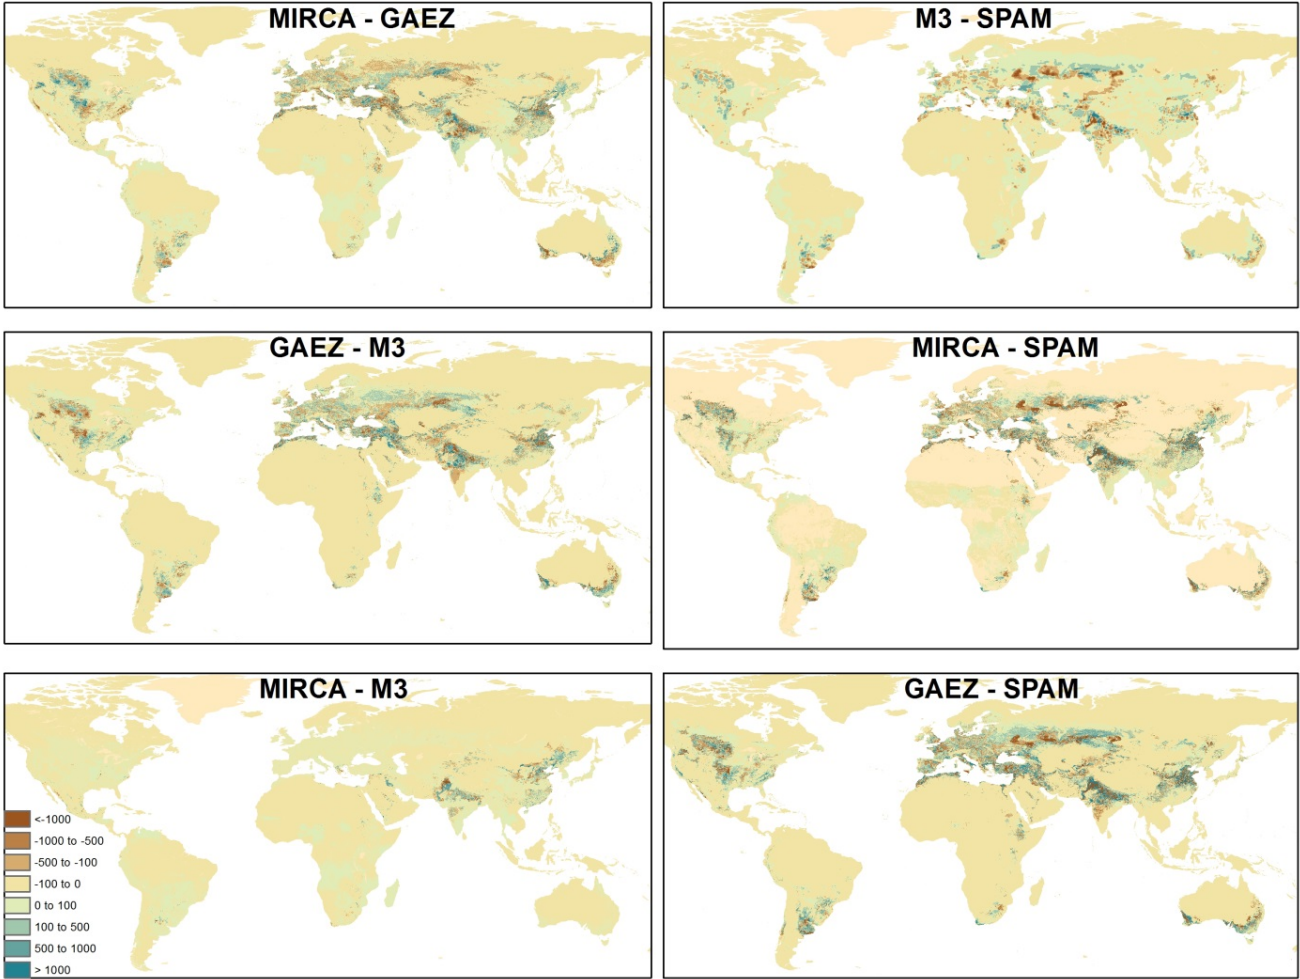 MIRCA - GAEZ
M3 - SPAM
GAEZ - M3
MIRCA - SPAM
MIRCA - M3
GAEZ - SPAM
<-1000
-1000 to -500
-500 to -100
-100 to 0
0 to 100
100 to 500
500 to 1000
> 1000